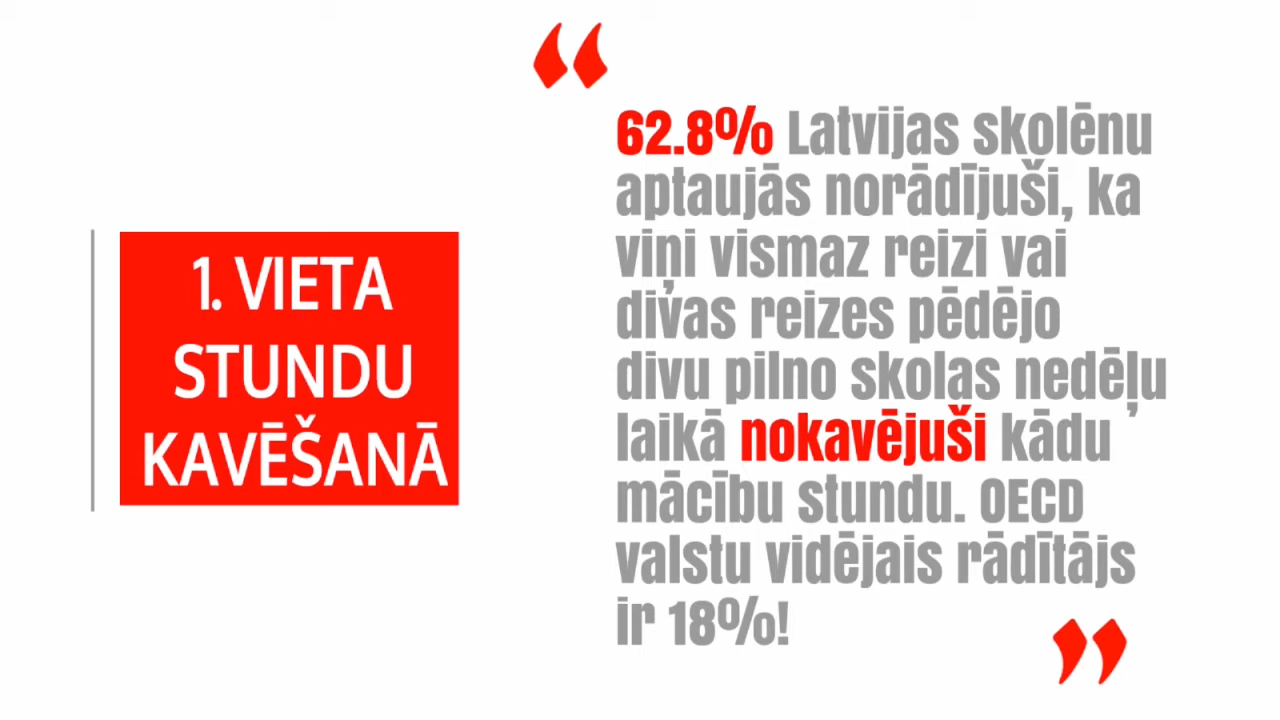 1. VIETA
STUNDU
KAVĒŠANĀ
62.8% Latvijas skolēnu
aptaujās norādījuši, ka
viņi vismaz reizi vai
divas reizes pēdējo
divu pilno skolas nedēļu
laikā nokavējuši kādu
mācību stundu. OECD
valstu vidējais rādītājs
ir 18%!